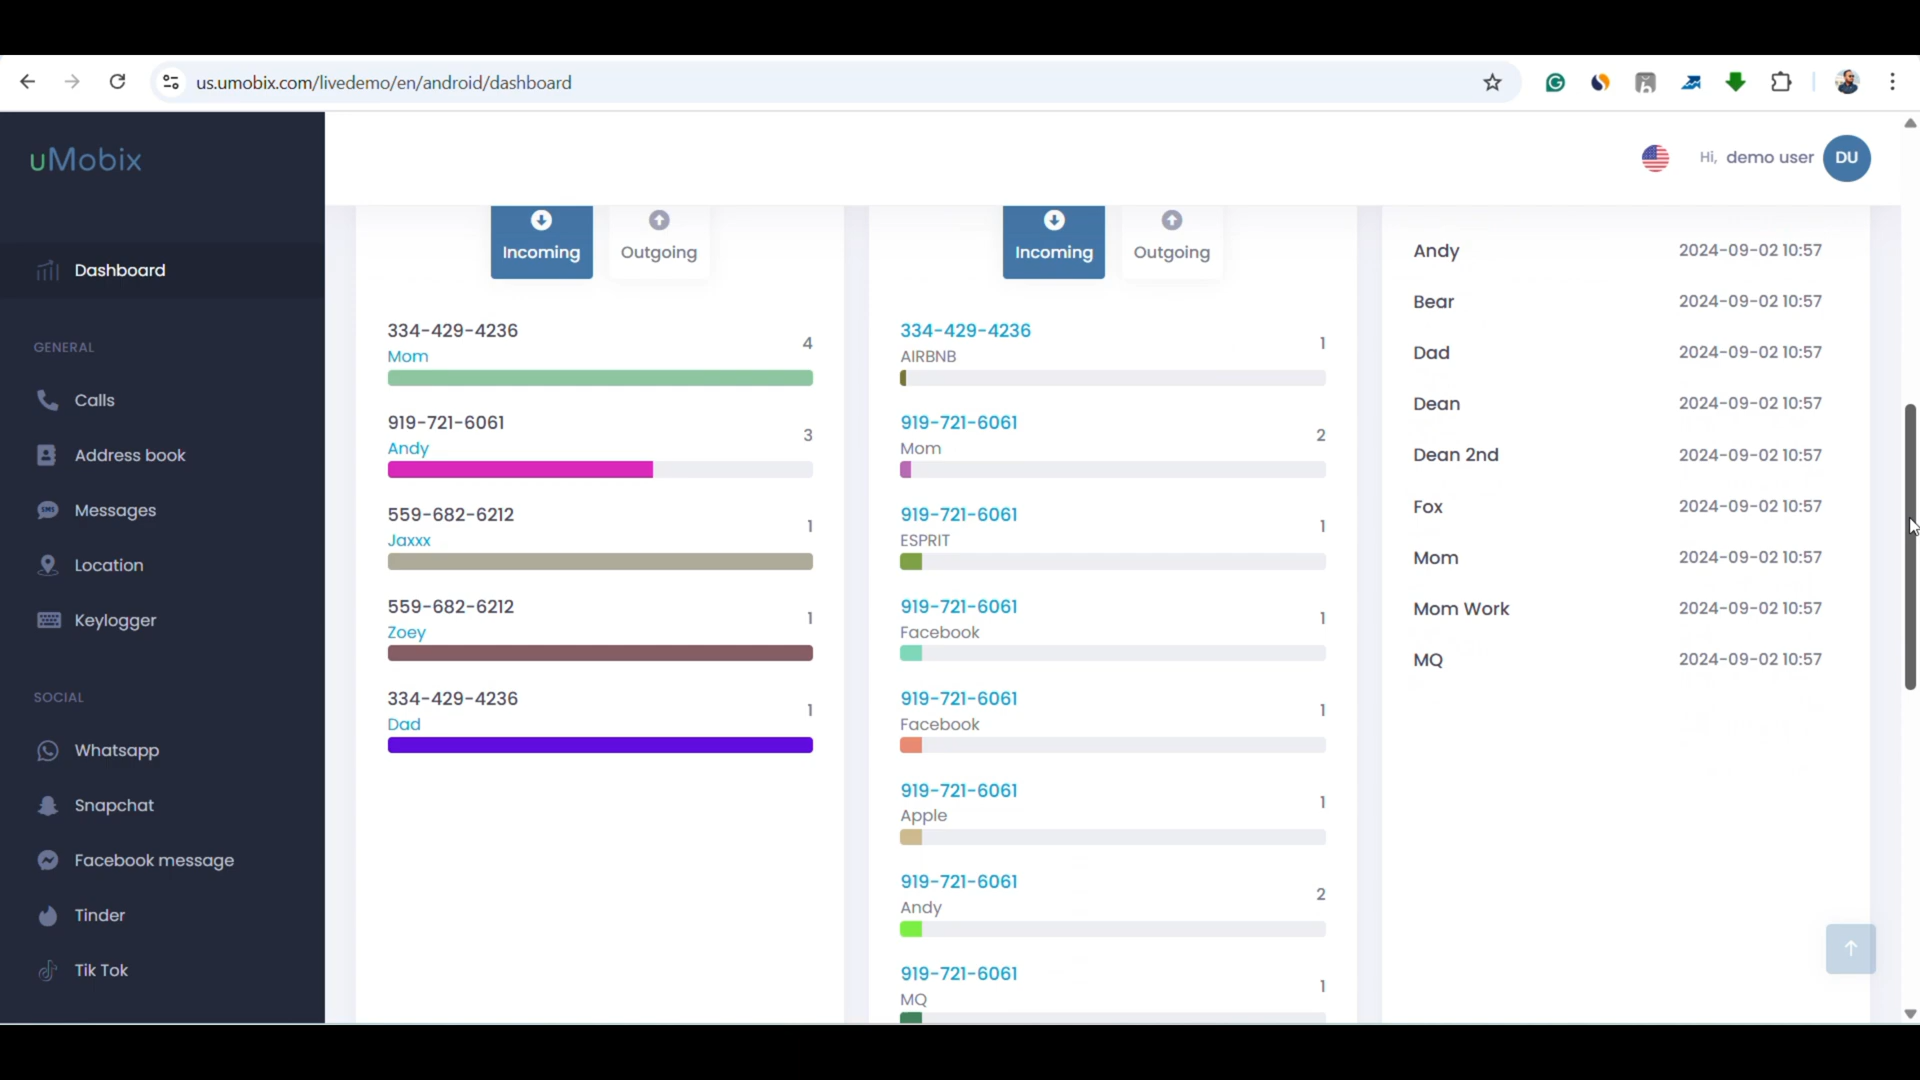 us.umobix.com/livedemo/en/android/dashboard
uMobix
Hi, demo user DU
Dashboard
GENERAL
Calls
Address book
Messages
Location
Keylogger
SOCIAL
Whatsapp
Snapchat
Facebook message
Tinder
Tik Tok
Incoming
Outgoing
334-429-4236
Mom
4
919-721-6061
Andy
3
559-682-6212
Jaxxx
1
559-682-6212
Zoey
1
334-429-4236
Dad
1
Incoming
Outgoing
334-429-4236
AIRBNB
1
919-721-6061
Mom
2
919-721-6061
ESPRIT
1
919-721-6061
Facebook
1
919-721-6061
Facebook
1
919-721-6061
Apple
1
919-721-6061
Andy
2
919-721-6061
MQ
1
Andy 2024-09-02 10:57
Bear 2024-09-02 10:57
Dad 2024-09-02 10:57
Dean 2024-09-02 10:57
Dean 2nd 2024-09-02 10:57
Fox 2024-09-02 10:57
Mom 2024-09-02 10:57
Mom Work 2024-09-02 10:57
MQ 2024-09-02 10:57